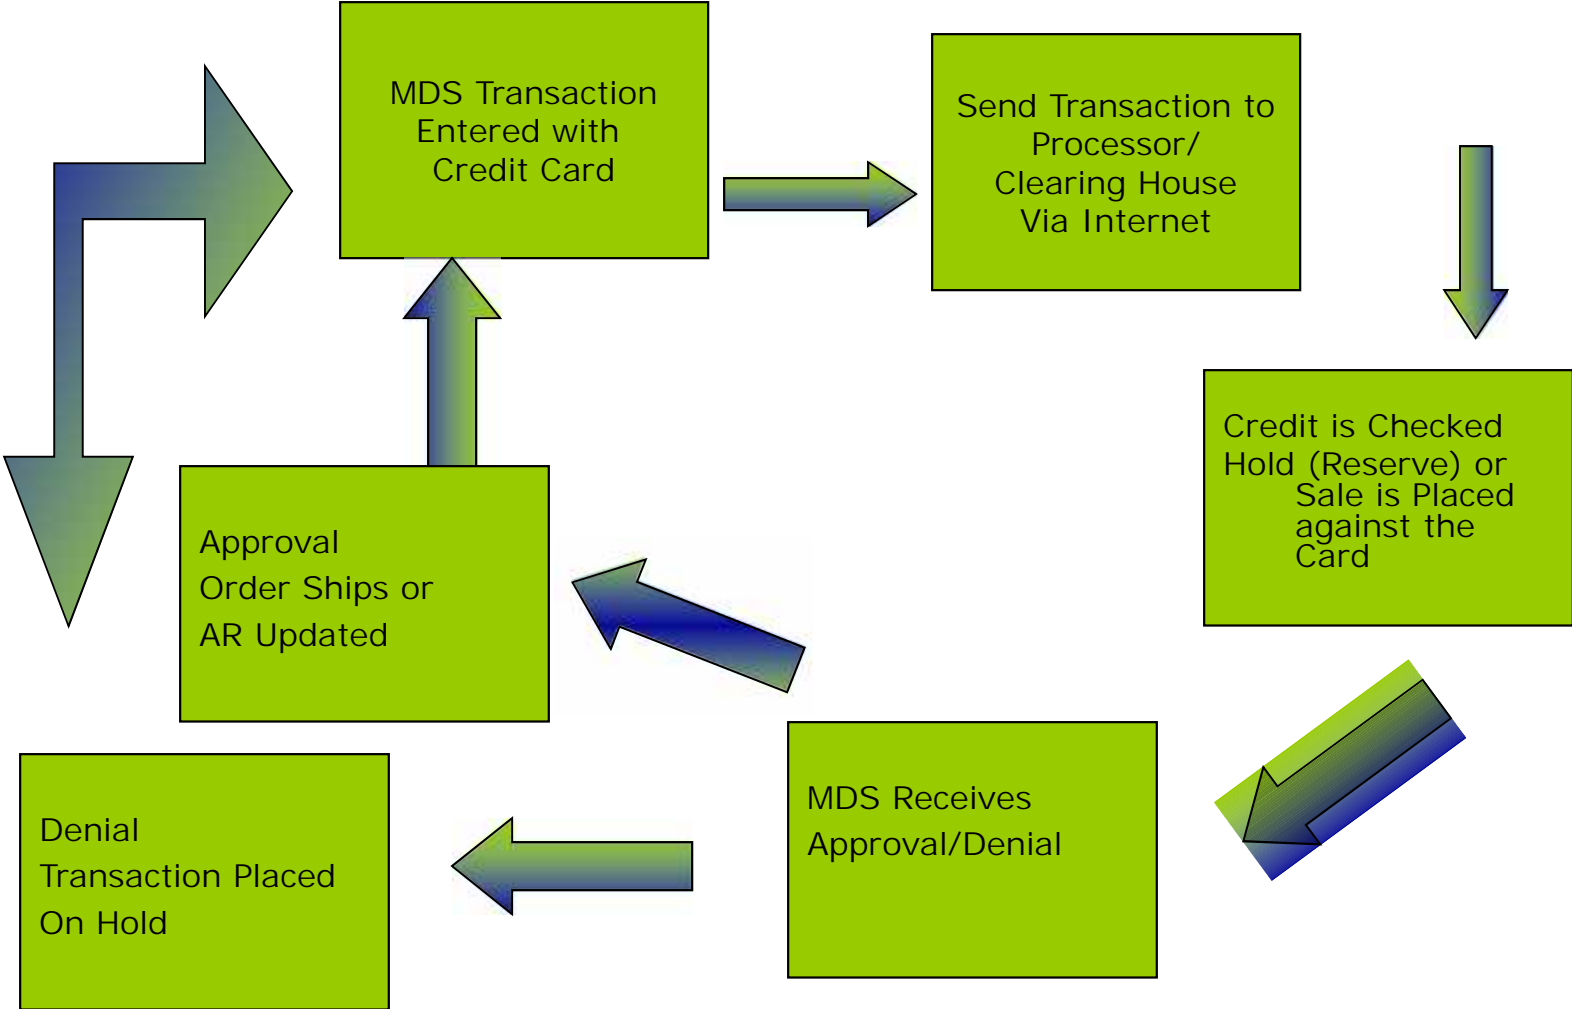 MDS Transaction
Entered with
Credit Card
Send Transaction to
Processor/
Clearing House
Via Internet
Credit is Checked
Hold (Reserve) or
Sale is Placed
against the
Card
MDS Receives
Approval/Denial
Approval
Order Ships or
AR Updated
Denial
Transaction Placed
On Hold